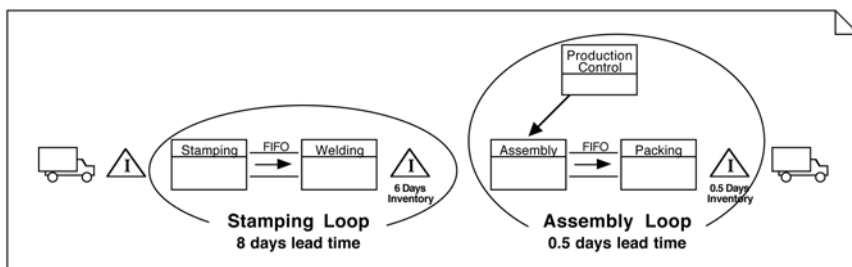 Production
Control
I
Stamping
FIFO
Welding
I
6 Days
Inventory
Assembly
FIFO
Packing
I
0.5 Days
Inventory
Stamping Loop
8 days lead time
Assembly Loop
0.5 days lead time